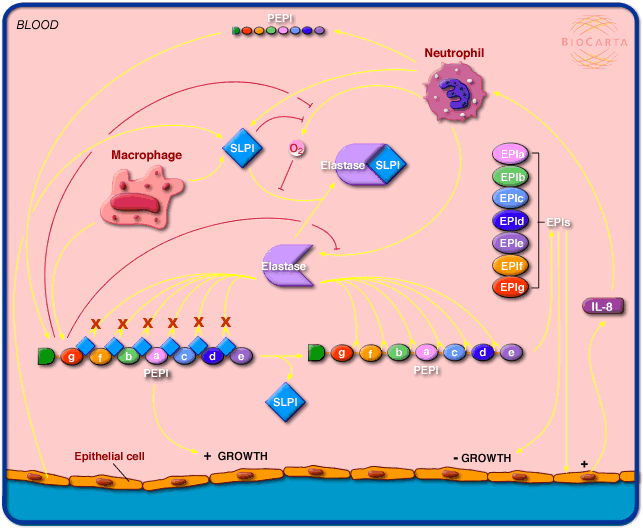 BLOOD
PEPI
BIOCARTA
Neutrophil
SLPI
O2
Macrophage
Elastase
SLPI
EPIa
EPIb
EPIc
EPId
EPIe
EPIf
EPIg
EPIs
Elastase
IL-8
X X X X X X
g f b a c d e
PEPI
g f b a c d e
PEPI
SLPI
+ GROWTH
- GROWTH
+
Epithelial cell